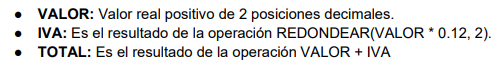 ● VALOR: Valor real positivo de 2 posiciones decimales.
● IVA: Es el resultado de la operación REDONDEAR(VALOR * 0.12, 2).
● TOTAL: Es el resultado de la operación VALOR + IVA